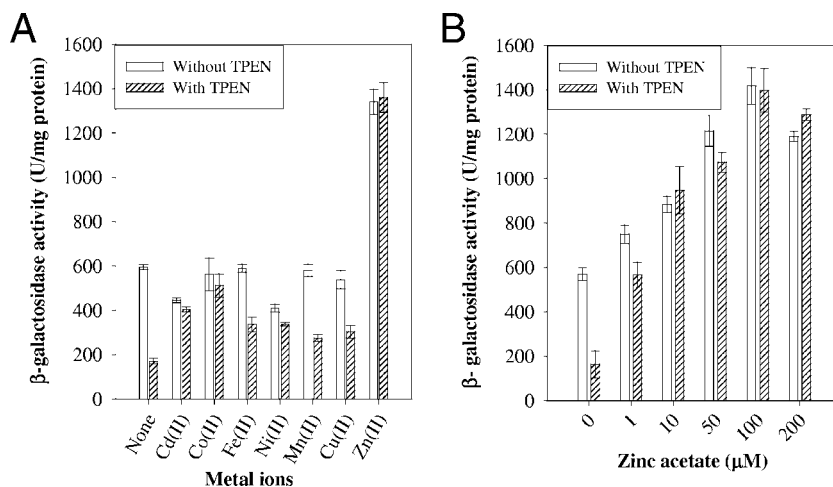 A
β-galactosidase activity (U/mg protein)
1600
1400
1200
1000
800
600
400
200
0
Without TPEN
With TPEN
None
Cd(II)
Co(II)
Fe(II)
Ni(II)
Mn(II)
Cu(II)
Zn(II)
Metal ions
B
β- galactosidase activity (U/mg protein)
1600
1400
1200
1000
800
600
400
200
0
Without TPEN
With TPEN
0
1
10
50
100
200
Zinc acetate (μM)